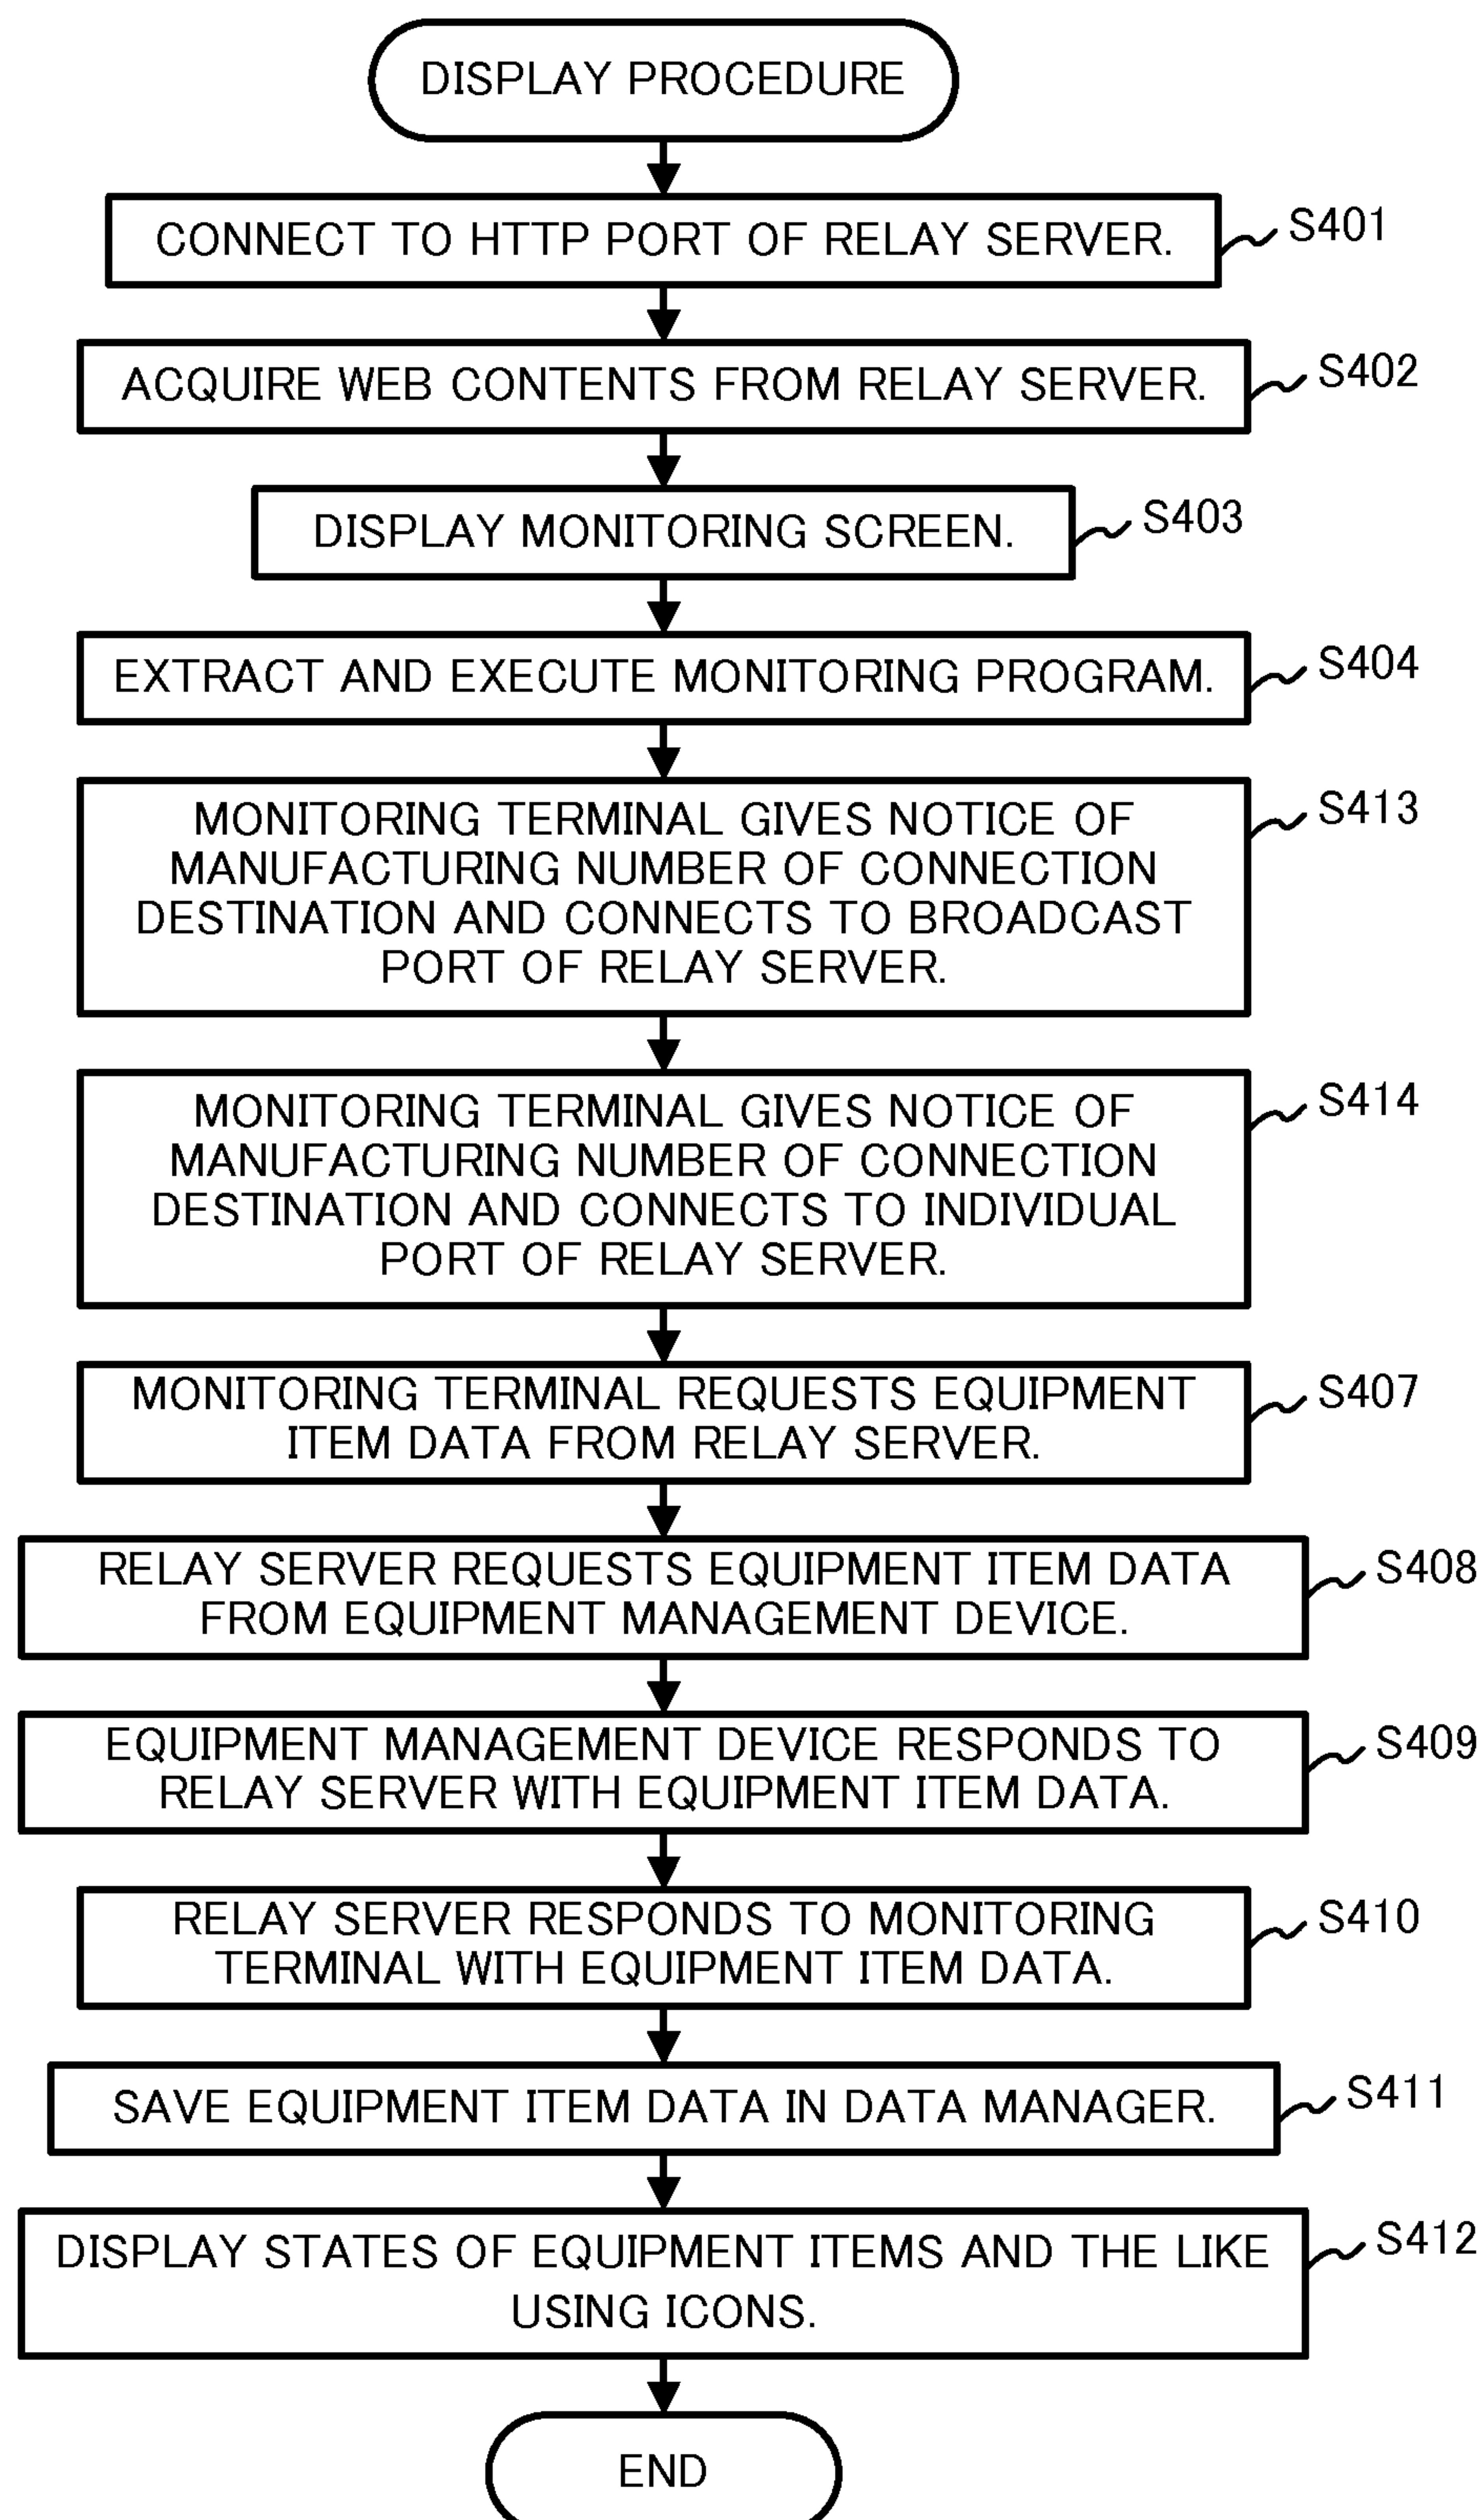 DISPLAY PROCEDURE
CONNECT TO HTTP PORT OF RELAY SERVER.
S401
ACQUIRE WEB CONTENTS FROM RELAY SERVER.
S402
DISPLAY MONITORING SCREEN.
S403
EXTRACT AND EXECUTE MONITORING PROGRAM.
S404
MONITORING TERMINAL GIVES NOTICE OF
MANUFACTURING NUMBER OF CONNECTION
DESTINATION AND CONNECTS TO BROADCAST
PORT OF RELAY SERVER.
S413
MONITORING TERMINAL GIVES NOTICE OF
MANUFACTURING NUMBER OF CONNECTION
DESTINATION AND CONNECTS TO INDIVIDUAL
PORT OF RELAY SERVER.
S414
MONITORING TERMINAL REQUESTS EQUIPMENT
ITEM DATA FROM RELAY SERVER.
S407
RELAY SERVER REQUESTS EQUIPMENT ITEM DATA
FROM EQUIPMENT MANAGEMENT DEVICE.
S408
EQUIPMENT MANAGEMENT DEVICE RESPONDS TO
RELAY SERVER WITH EQUIPMENT ITEM DATA.
S409
RELAY SERVER RESPONDS TO MONITORING
TERMINAL WITH EQUIPMENT ITEM DATA.
S410
SAVE EQUIPMENT ITEM DATA IN DATA MANAGER.
S411
DISPLAY STATES OF EQUIPMENT ITEMS AND THE LIKE
USING ICONS.
S412
END